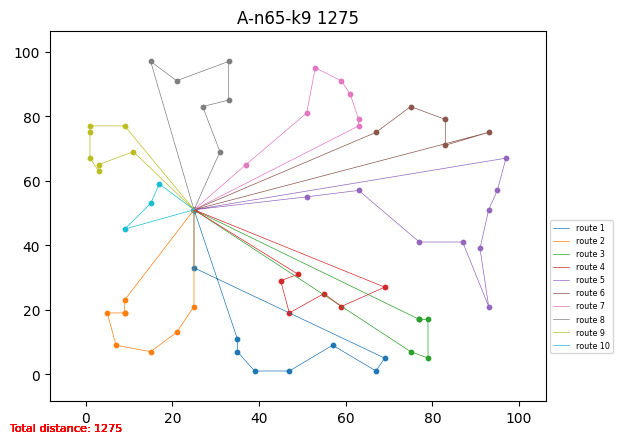 A-n65-k9 1275
100
80
60
40
20
0
0 20 40 60 80 100
route 1
route 2
route 3
route 4
route 5
route 6
route 7
route 8
route 9
route 10
Total distance: 1275